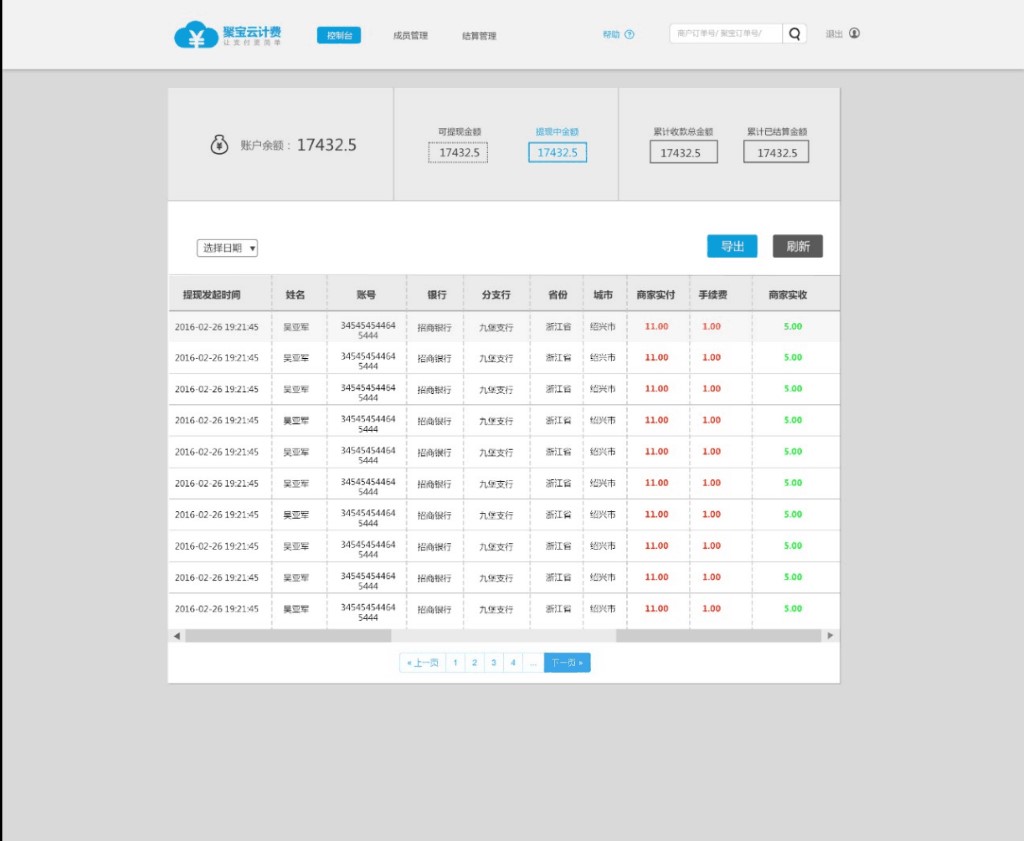 聚宝云计费
让支付更简单
控制台 成员管理 结算管理 帮助 ? 商户订单号/ 聚宝订单号/ 退出
账户余额： 17432.5
可提现金额 提现中金额 累计收款总金额 累计已结算金额
17432.5 17432.5 17432.5 17432.5
选择日期 ▾ 导出 刷新
提现发起时间 姓名 账号 银行 分支行 省份 城市 商家实付 手续费 商家实收
2016-02-26 19:21:45 吴亚军 34545454464 5444 招商银行 九堡支行 浙江省 绍兴市 11.00 1.00 5.00
2016-02-26 19:21:45 吴亚军 34545454464 5444 招商银行 九堡支行 浙江省 绍兴市 11.00 1.00 5.00
2016-02-26 19:21:45 吴亚军 34545454464 5444 招商银行 九堡支行 浙江省 绍兴市 11.00 1.00 5.00
2016-02-26 19:21:45 吴亚军 34545454464 5444 招商银行 九堡支行 浙江省 绍兴市 11.00 1.00 5.00
2016-02-26 19:21:45 吴亚军 34545454464 5444 招商银行 九堡支行 浙江省 绍兴市 11.00 1.00 5.00
2016-02-26 19:21:45 吴亚军 34545454464 5444 招商银行 九堡支行 浙江省 绍兴市 11.00 1.00 5.00
2016-02-26 19:21:45 吴亚军 34545454464 5444 招商银行 九堡支行 浙江省 绍兴市 11.00 1.00 5.00
2016-02-26 19:21:45 吴亚军 34545454464 5444 招商银行 九堡支行 浙江省 绍兴市 11.00 1.00 5.00
2016-02-26 19:21:45 吴亚军 34545454464 5444 招商银行 九堡支行 浙江省 绍兴市 11.00 1.00 5.00
2016-02-26 19:21:45 吴亚军 34545454464 5444 招商银行 九堡支行 浙江省 绍兴市 11.00 1.00 5.00
« 上一页 1 2 3 4 ... 下一页 »